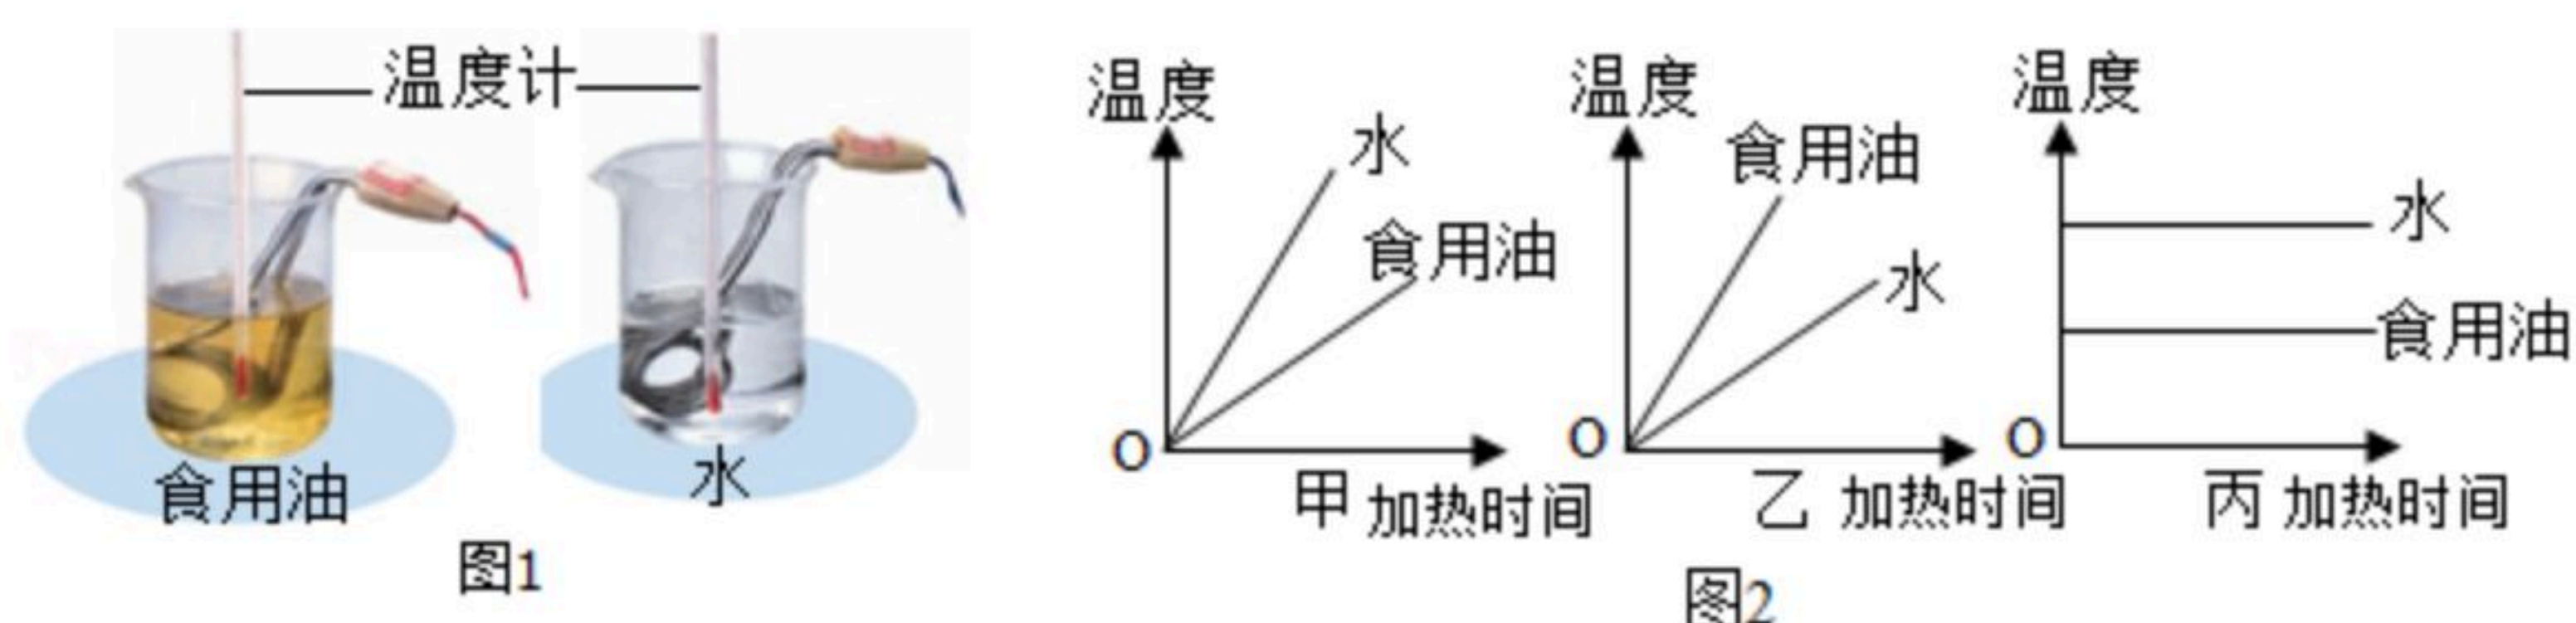 温度计
食用油
水
图1
温度
水
食用油
O
甲 加热时间
温度
食用油
水
O
乙 加热时间
温度
水
食用油
O
丙 加热时间
图2